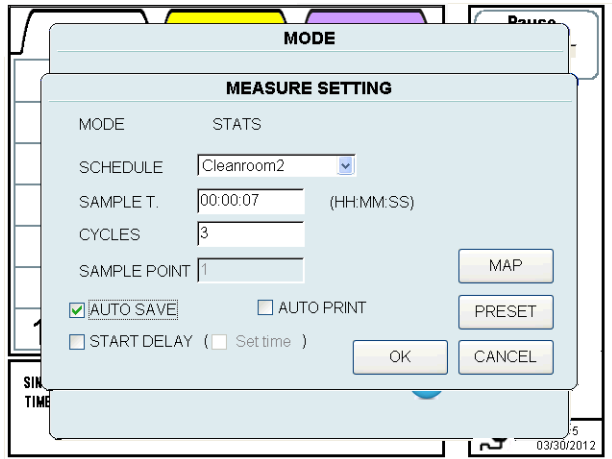 Pause
MODE
MEASURE SETTING
MODE STATS
SCHEDULE Cleanroom2
SAMPLE T. 00:00:07 (HH:MM:SS)
CYCLES 3
SAMPLE POINT 1
MAP
AUTO SAVE AUTO PRINT PRESET
START DELAY ( Set time ) OK CANCEL
TIME
03/30/2012